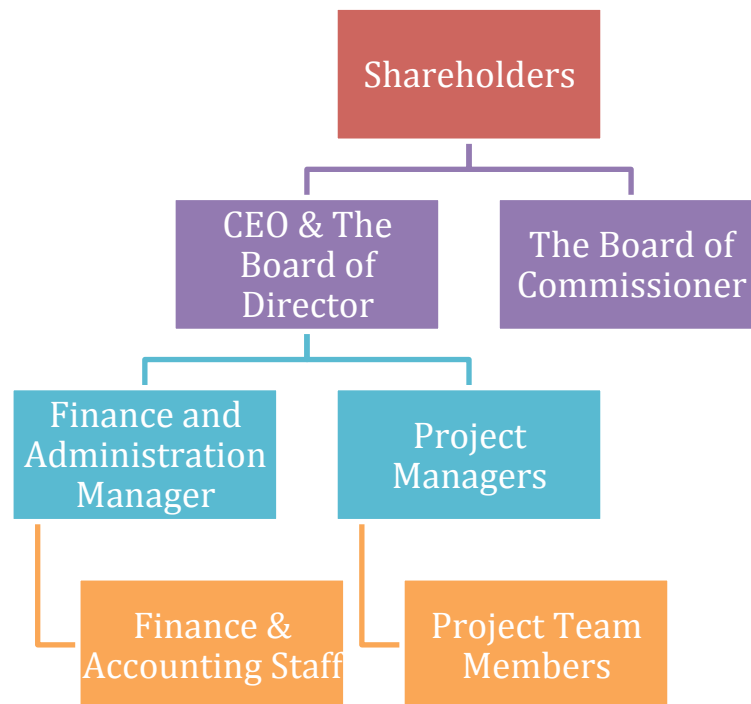 Shareholders
CEO & The
Board of
Director
The Board of
Commissioner
Finance and
Administration
Manager
Project
Managers
Finance &
Accounting Staff
Project Team
Members